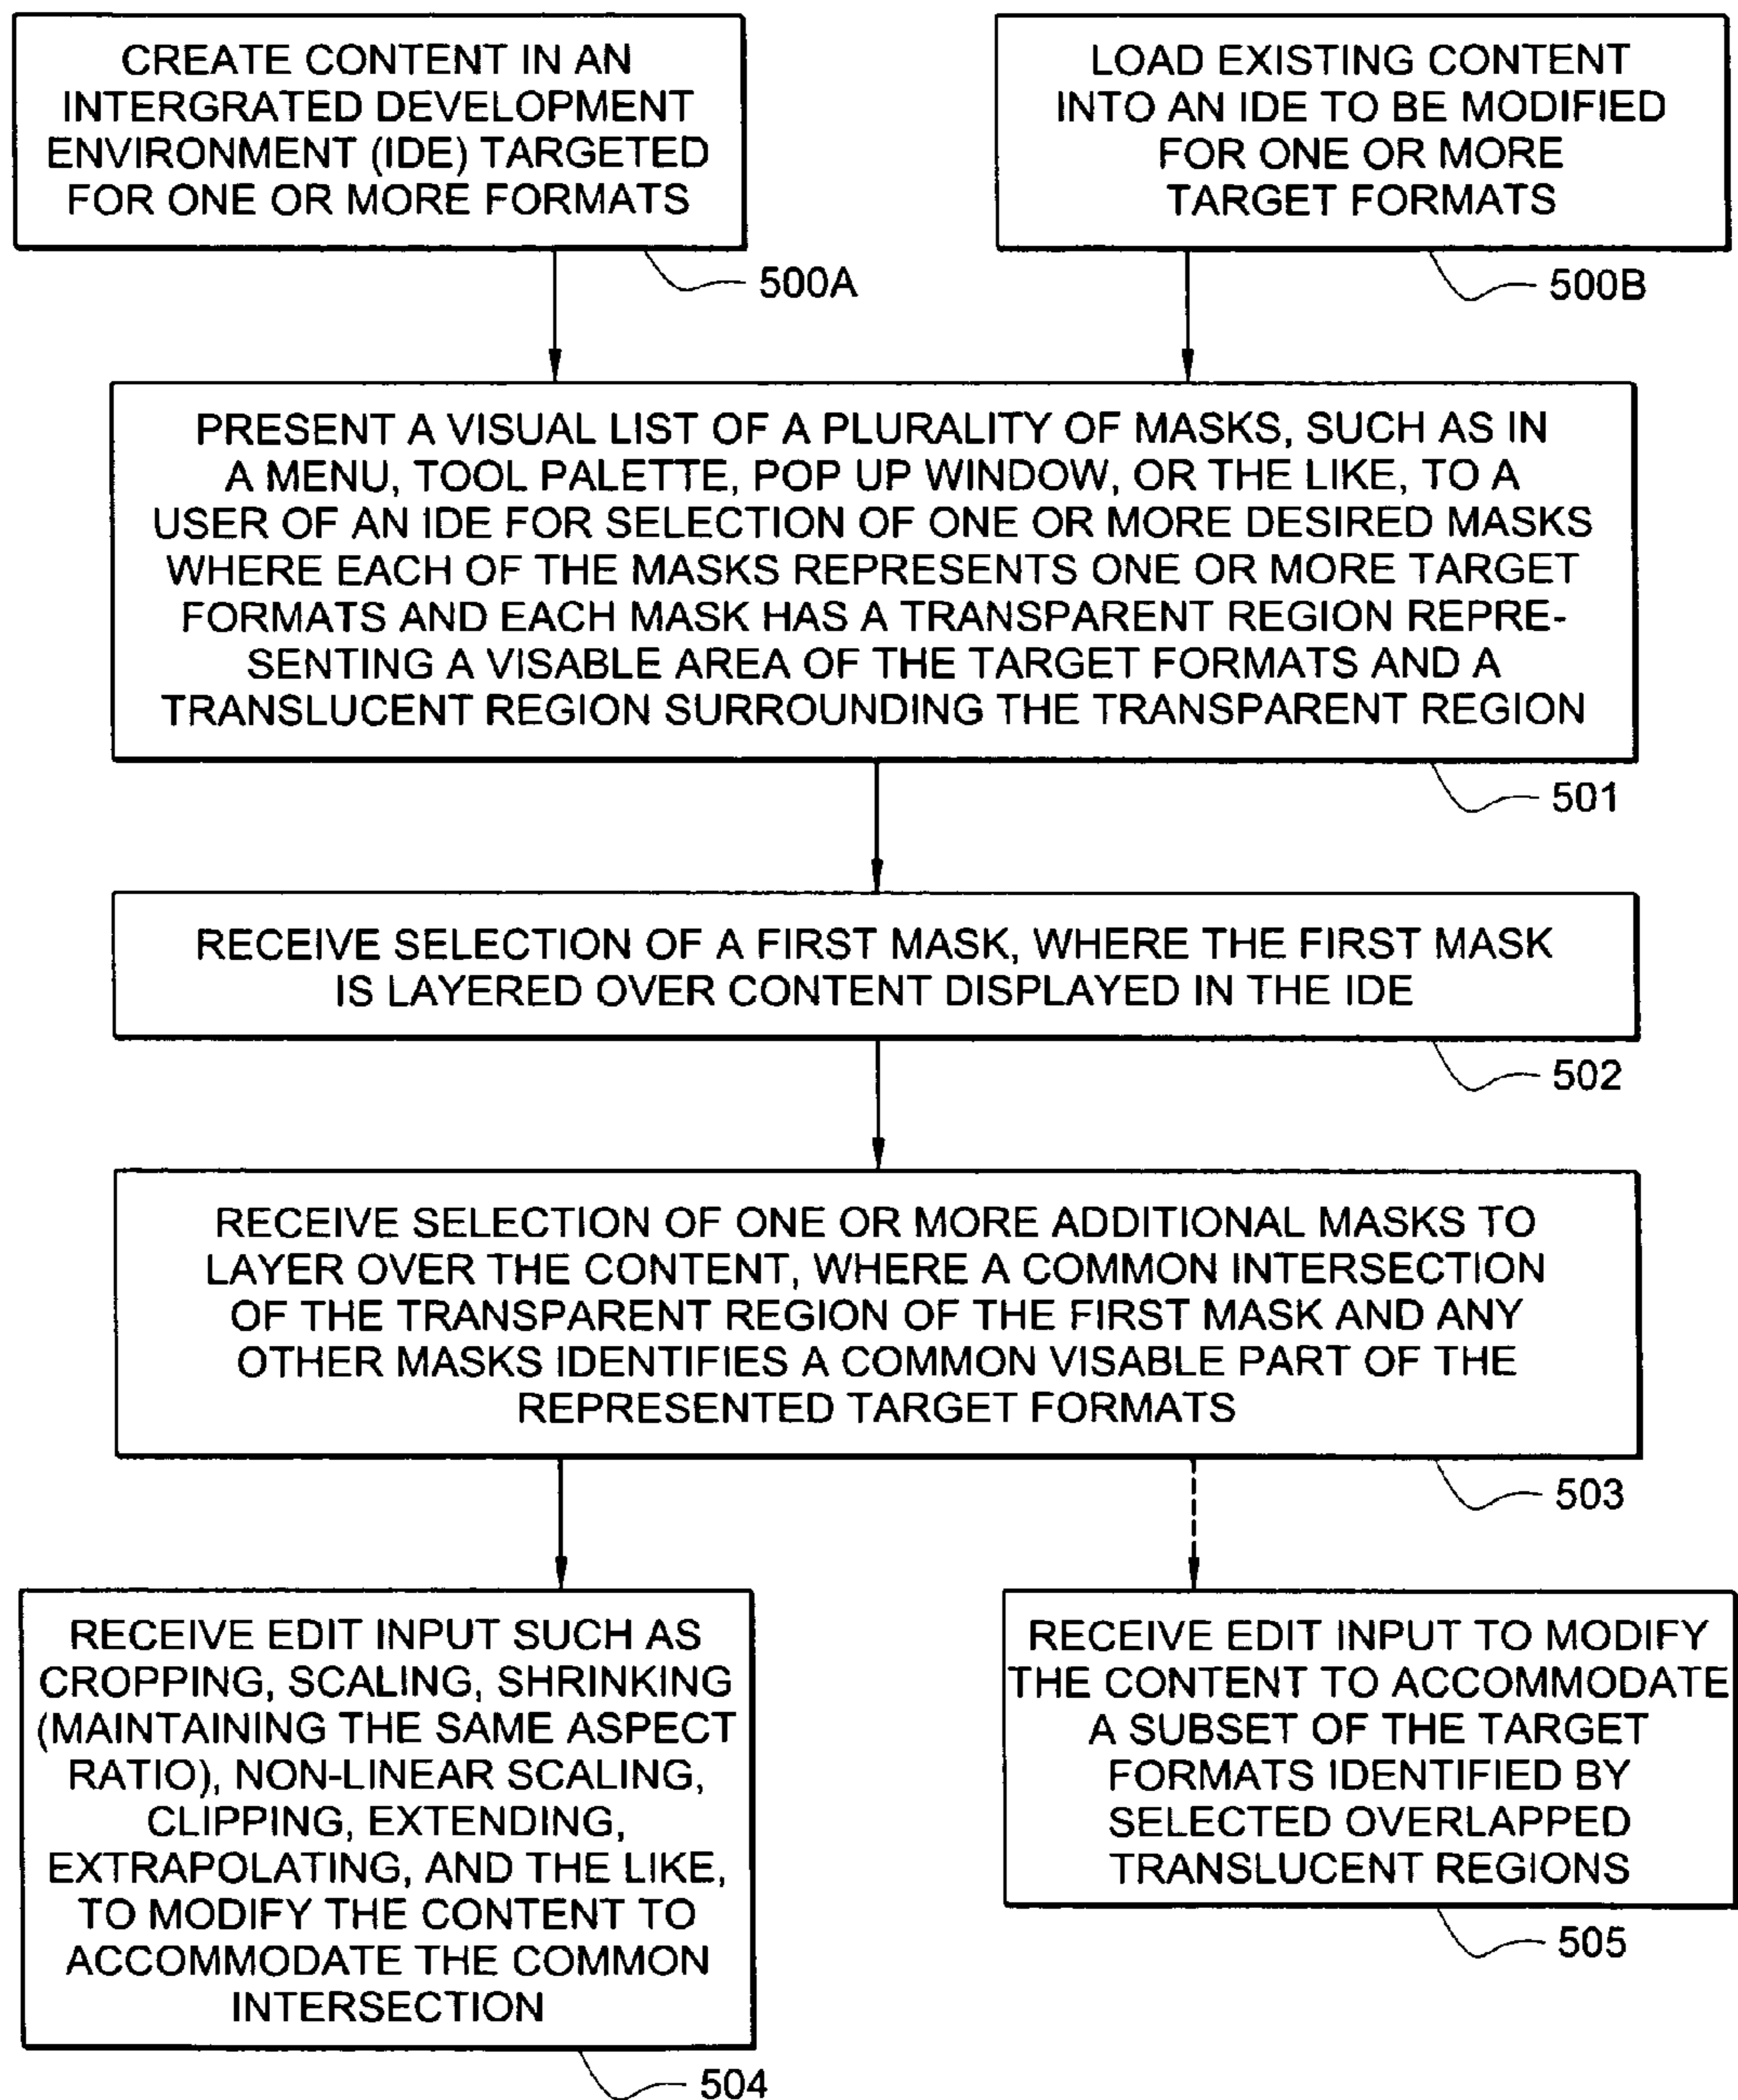 CREATE CONTENT IN AN
INTERGRATED DEVELOPMENT
ENVIRONMENT (IDE) TARGETED
FOR ONE OR MORE FORMATS
500A
LOAD EXISTING CONTENT
INTO AN IDE TO BE MODIFIED
FOR ONE OR MORE
TARGET FORMATS
500B
PRESENT A VISUAL LIST OF A PLURALITY OF MASKS, SUCH AS IN
A MENU, TOOL PALETTE, POP UP WINDOW, OR THE LIKE, TO A
USER OF AN IDE FOR SELECTION OF ONE OR MORE DESIRED MASKS
WHERE EACH OF THE MASKS REPRESENTS ONE OR MORE TARGET
FORMATS AND EACH MASK HAS A TRANSPARENT REGION REPRE-
SENTING A VISABLE AREA OF THE TARGET FORMATS AND A
TRANSLUCENT REGION SURROUNDING THE TRANSPARENT REGION
501
RECEIVE SELECTION OF A FIRST MASK, WHERE THE FIRST MASK
IS LAYERED OVER CONTENT DISPLAYED IN THE IDE
502
RECEIVE SELECTION OF ONE OR MORE ADDITIONAL MASKS TO
LAYER OVER THE CONTENT, WHERE A COMMON INTERSECTION
OF THE TRANSPARENT REGION OF THE FIRST MASK AND ANY
OTHER MASKS IDENTIFIES A COMMON VISABLE PART OF THE
REPRESENTED TARGET FORMATS
503
RECEIVE EDIT INPUT SUCH AS
CROPPING, SCALING, SHRINKING
(MAINTAINING THE SAME ASPECT
RATIO), NON-LINEAR SCALING,
CLIPPING, EXTENDING,
EXTRAPOLATING, AND THE LIKE,
TO MODIFY THE CONTENT TO
ACCOMMODATE THE COMMON
INTERSECTION
504
RECEIVE EDIT INPUT TO MODIFY
THE CONTENT TO ACCOMMODATE
A SUBSET OF THE TARGET
FORMATS IDENTIFIED BY
SELECTED OVERLAPPED
TRANSLUCENT REGIONS
505